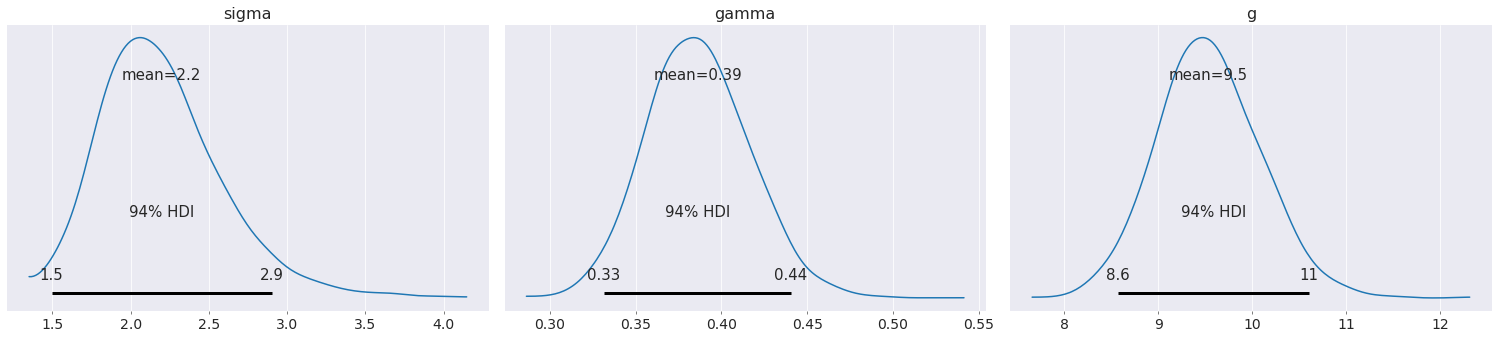 sigma
mean=2.2
94% HDI
1.5 2.9
1.5 2.0 2.5 3.0 3.5 4.0
gamma
mean=0.39
94% HDI
0.33 0.44
0.30 0.35 0.40 0.45 0.50 0.55
g
mean=9.5
94% HDI
8.6 11
8 9 10 11 12